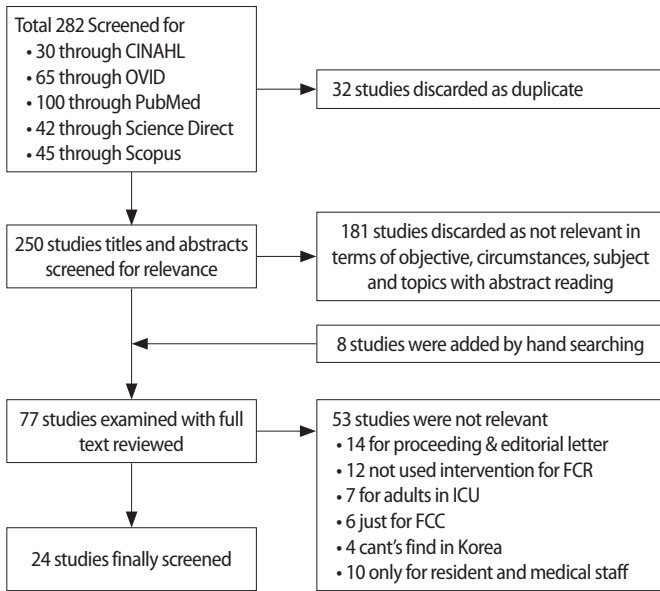 Total 282 Screened for
• 30 through CINAHL
• 65 through OVID
• 100 through PubMed
• 42 through Science Direct
• 45 through Scopus
32 studies discarded as duplicate
250 studies titles and abstracts
screened for relevance
181 studies discarded as not relevant in
terms of objective, circumstances, subject
and topics with abstract reading
8 studies were added by hand searching
77 studies examined with full
text reviewed
53 studies were not relevant
• 14 for proceeding & editorial letter
• 12 not used intervention for FCR
• 7 for adults in ICU
• 6 just for FCC
• 4 cant's find in Korea
• 10 only for resident and medical staff
24 studies finally screened